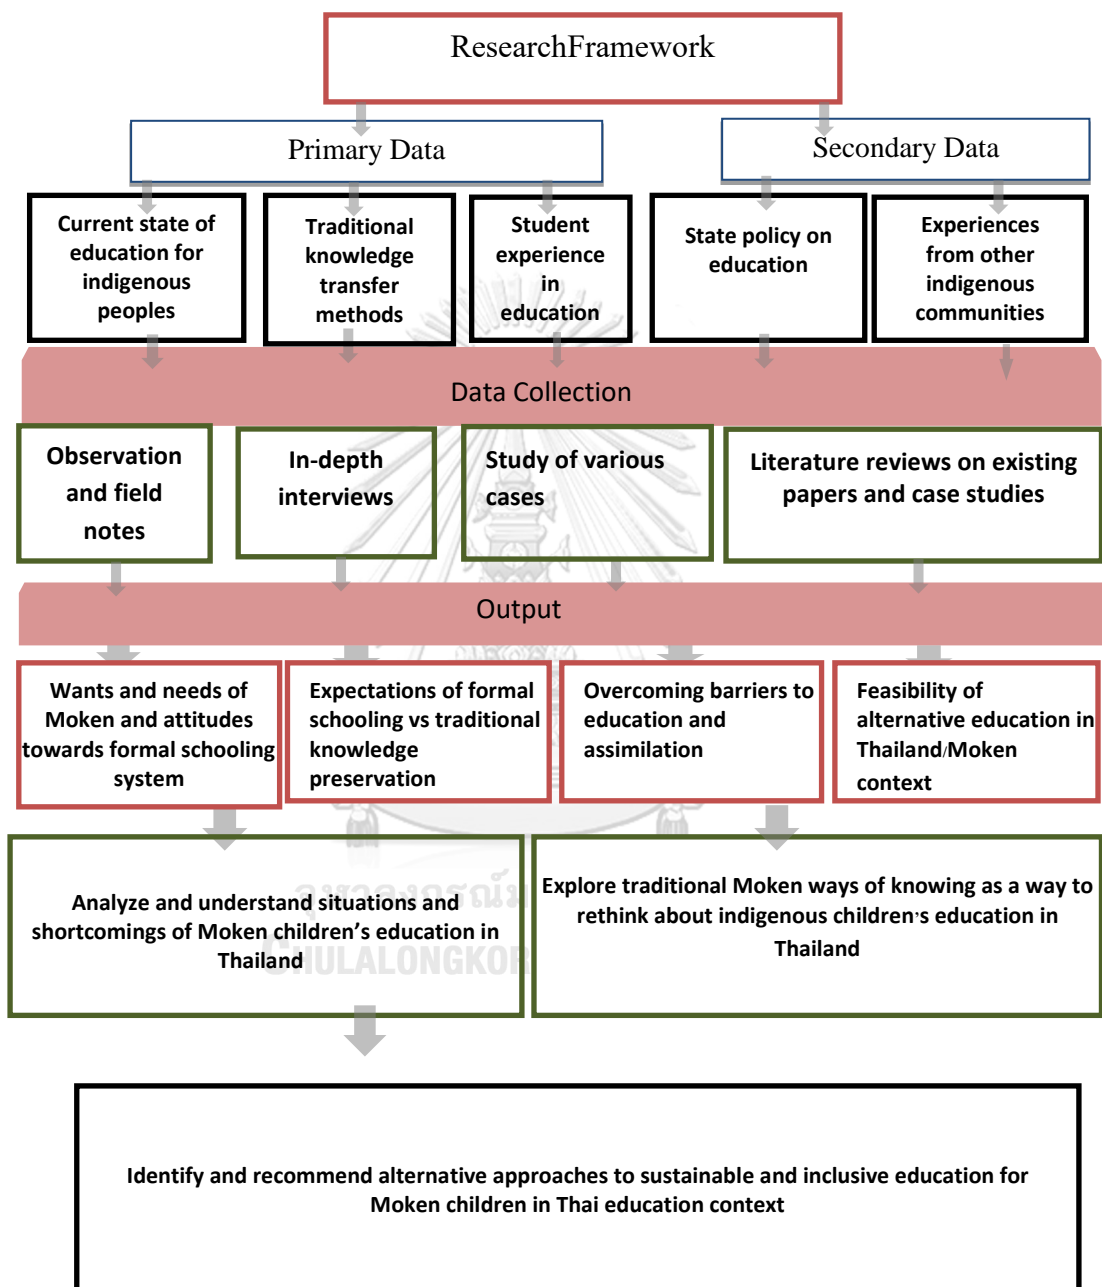 ResearchFramework
Primary Data
Secondary Data
Current state of
education for
indigenous
peoples
Traditional
knowledge
transfer
methods
Student
experience
in
education
State policy on
education
Experiences
from other
indigenous
communities
Data Collection
Observation
and field
notes
In-depth
interviews
Study of various
cases
Literature reviews on existing
papers and case studies
Output
Wants and needs of
Moken and attitudes
towards formal schooling
system
Expectations of formal
schooling vs traditional
knowledge
preservation
Overcoming barriers to
education and
assimilation
Feasibility of
alternative education in
Thailand/Moken
context
Analyze and understand situations and
shortcomings of Moken children's education in
Thailand
Explore traditional Moken ways of knowing as a way to
rethink about indigenous children's education in
Thailand
CHULALONGKOR
Identify and recommend alternative approaches to sustainable and inclusive education for
Moken children in Thai education context